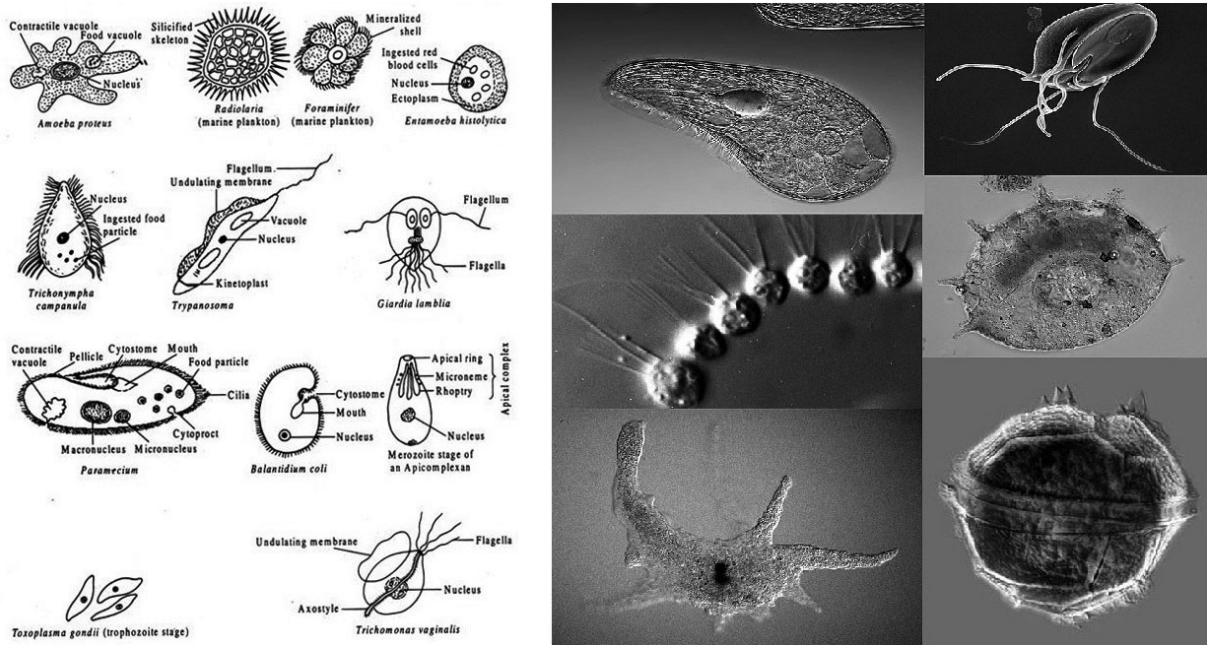 Contractile vacuole
Food vacuole
Nucleus
Amoeba proteus
Silicified
skeleton
Radiolaria
(marine plankton)
Mineralized
shell
Foraminifer
(marine plankton)
Ingested red
blood cells
Nucleus
Ectoplasm
Entamoeba histolytica
Nucleus
Ingested food
particle
Trichonympha
campanula
Flagellum.
Undulating membrane
Vacuole
Nucleus
Kinetoplast
Trypanosoma
Flagellum
Flagella
Giardia lamblia
Contractile
vacuole
Pellicle
Cytostome
Mouth
Food particle
Cilia
Cytoproct
Micronucleus
Macronucleus
Paramecium
Cytostome
Mouth
Nucleus
Balantidium coli
Apical ring
Microneme
Rhoptry
Apical complex
Nucleus
Merozoite stage of
an Apicomplexan
Toxoplasma gondii (trophozoite stage)
Undulating membrane
Flagella
Nucleus
Axostyle
Trichomonas vaginalis